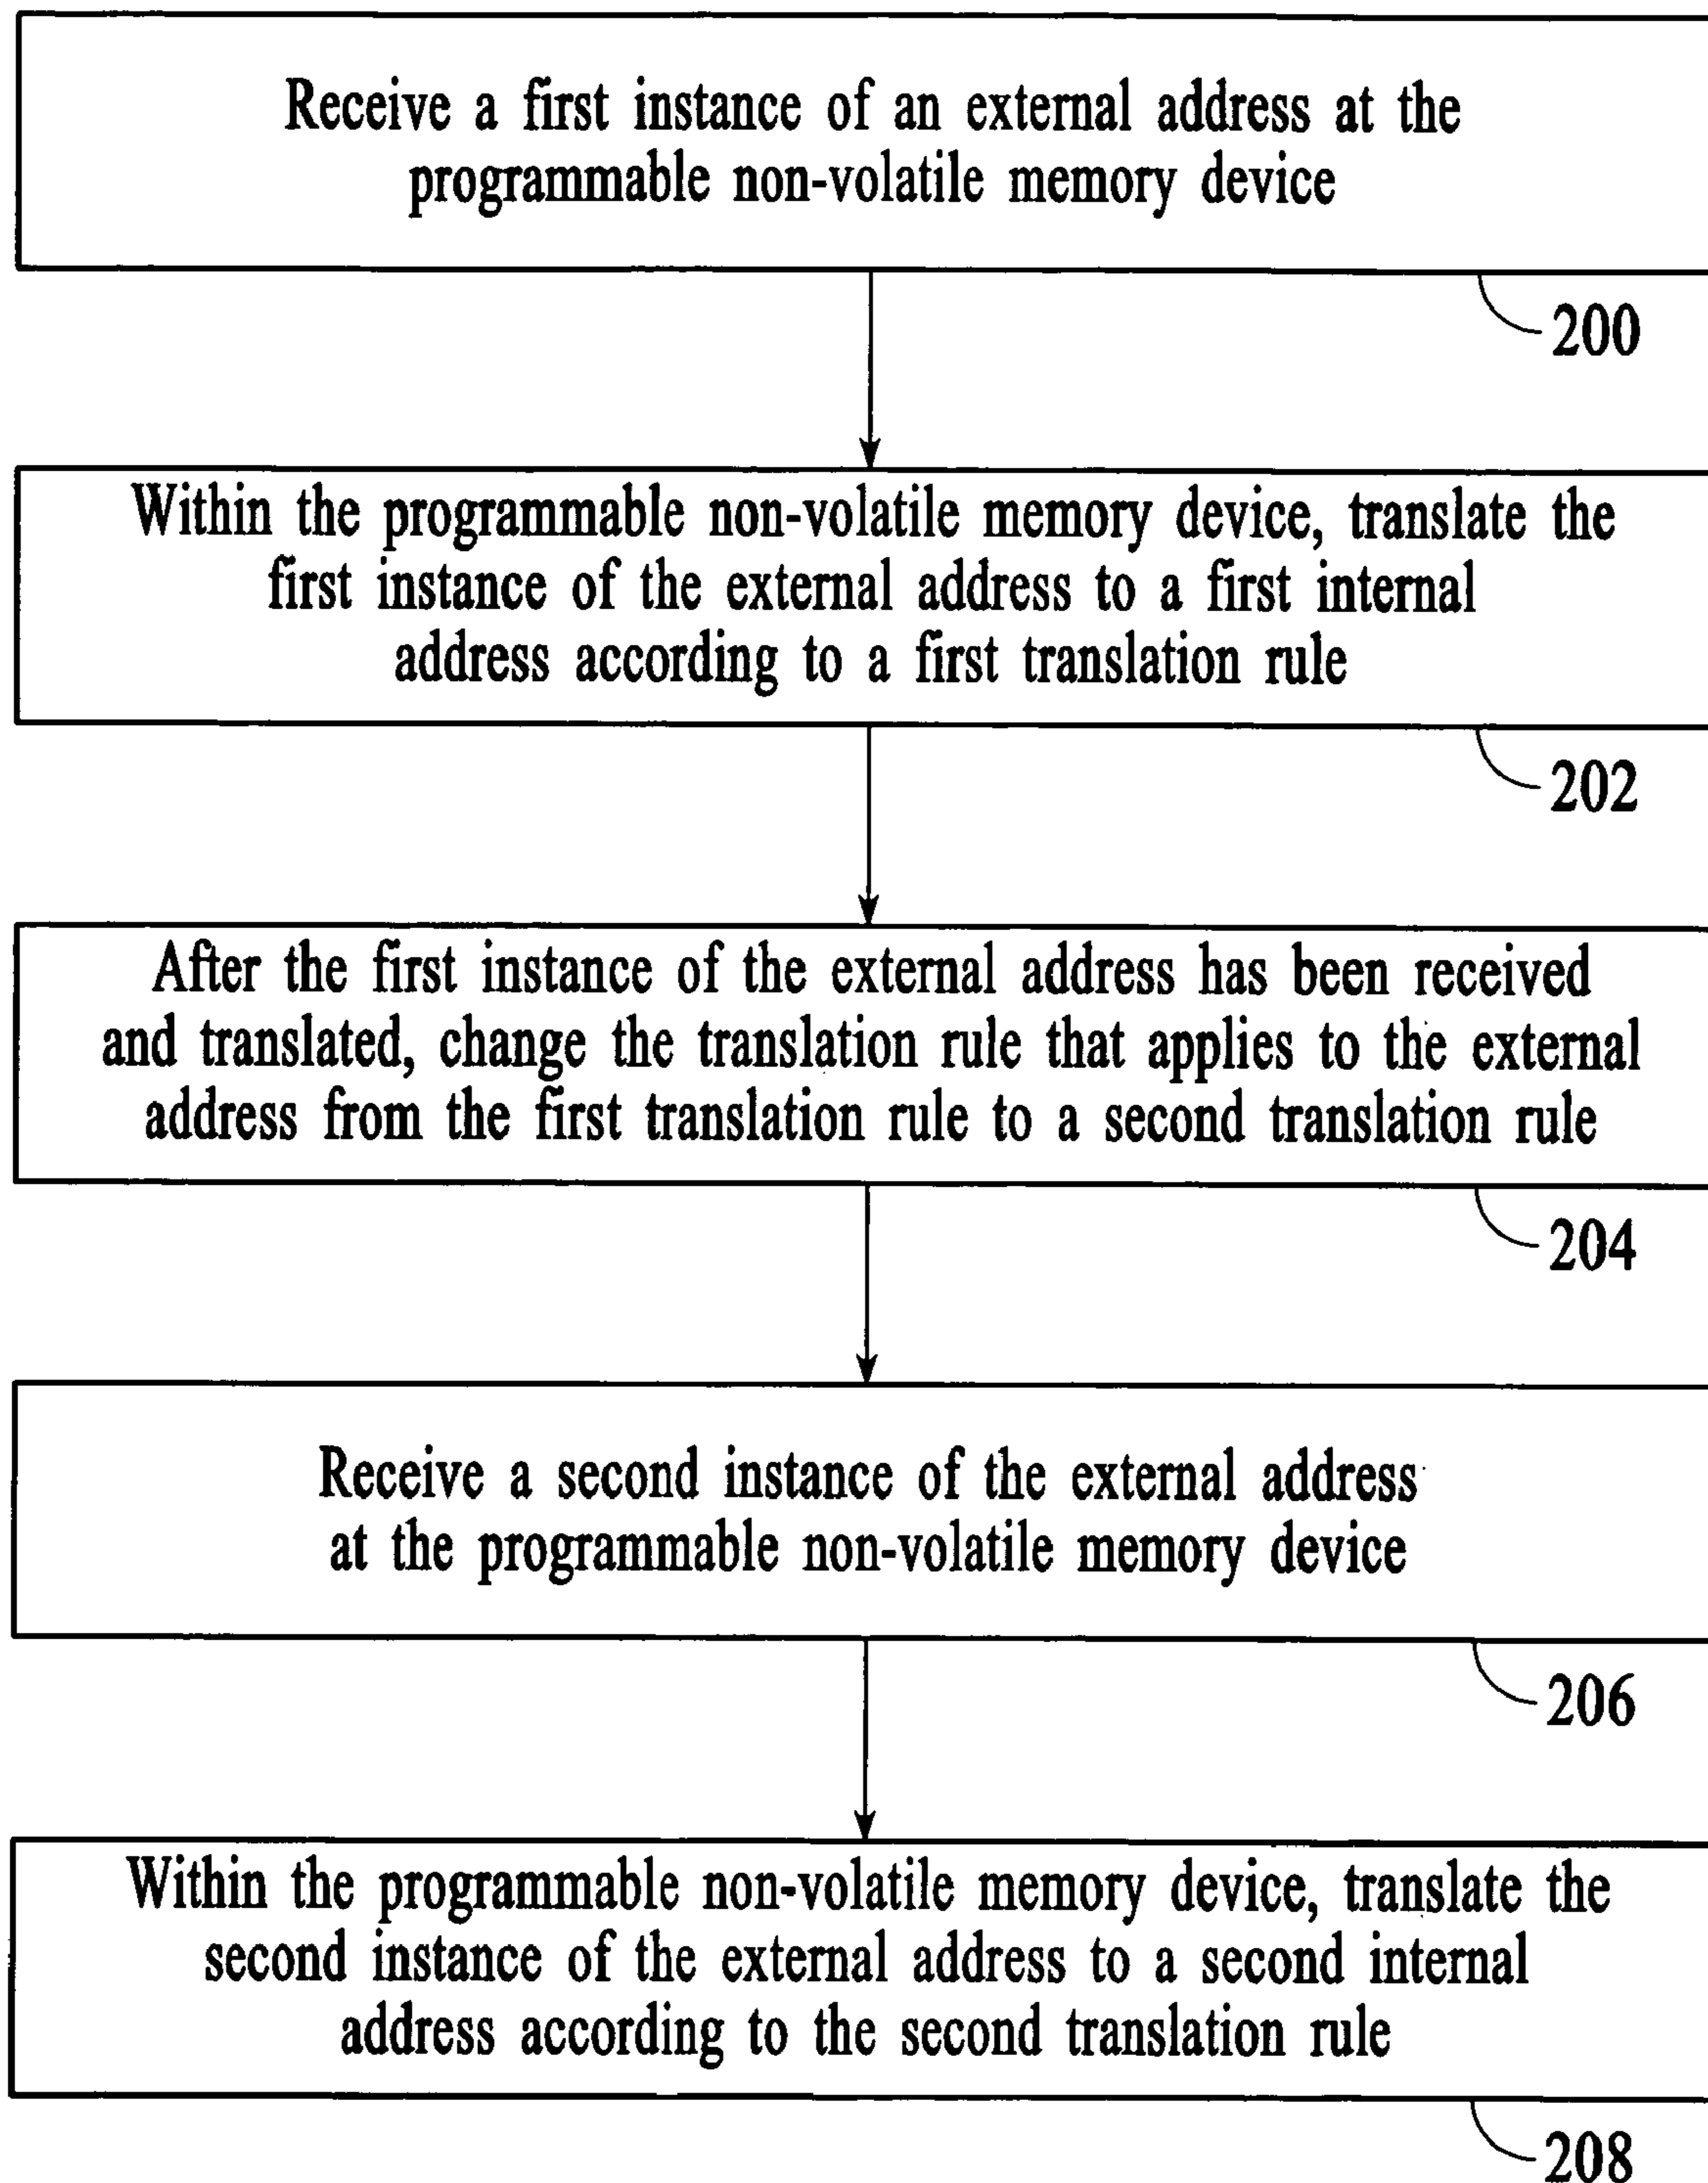 Receive a first instance of an external address at the
programmable non-volatile memory device
200
Within the programmable non-volatile memory device, translate the
first instance of the external address to a first internal
address according to a first translation rule
202
After the first instance of the external address has been received
and translated, change the translation rule that applies to the external
address from the first translation rule to a second translation rule
204
Receive a second instance of the external address
at the programmable non-volatile memory device
206
Within the programmable non-volatile memory device, translate the
second instance of the external address to a second internal
address according to the second translation rule
208